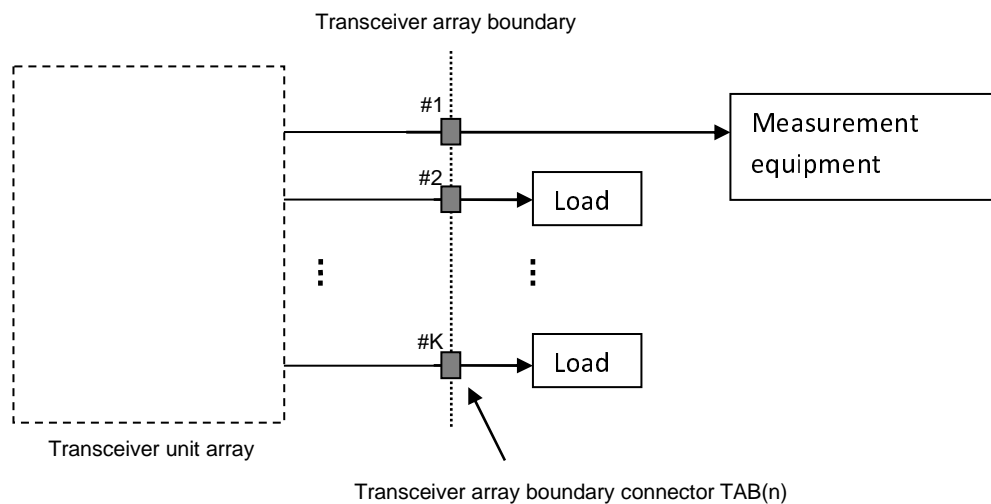 Transceiver array boundary
#1
Measurement
equipment
#2
Load
#K
Load
Transceiver unit array
Transceiver array boundary connector TAB(n)